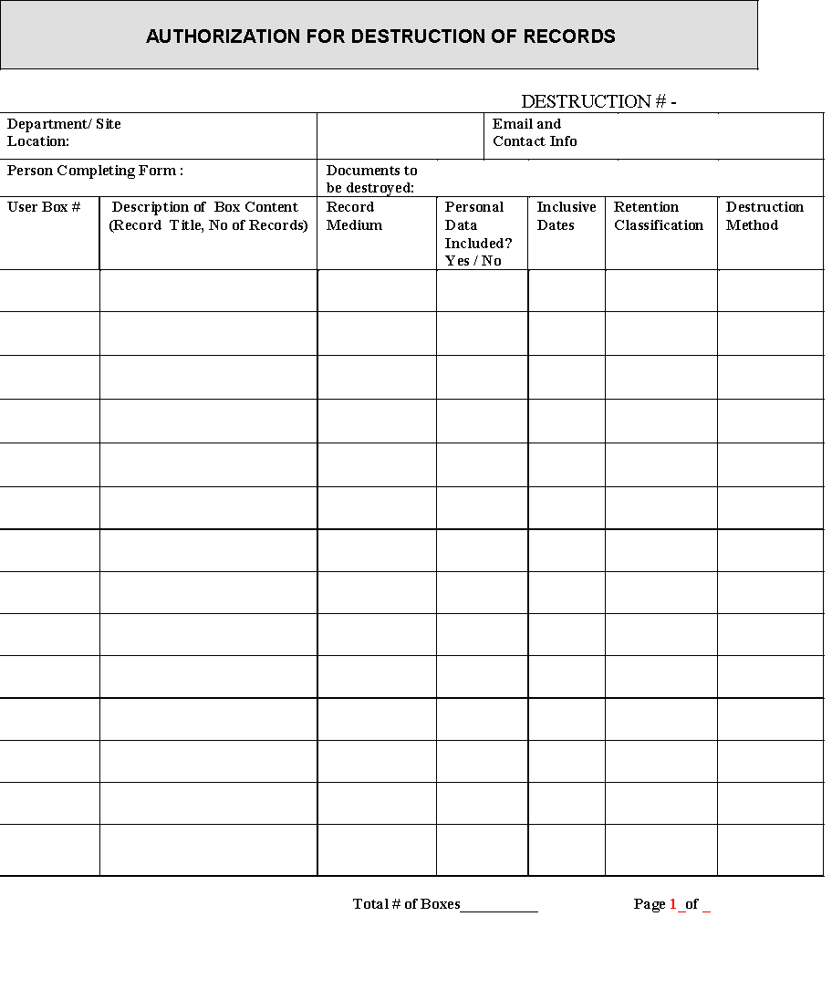 AUTHORIZATION FOR DESTRUCTION OF RECORDS
DESTRUCTION # -
Department/ Site
Location:
Email and
Contact Info
Person Completing Form :
Documents to
be destroyed:
User Box #
Description of Box Content
(Record Title, No of Records)
Record
Medium
Personal
Data
Included?
Yes / No
Inclusive
Dates
Retention
Classification
Destruction
Method
Total # of Boxes__________
Page 1_of _